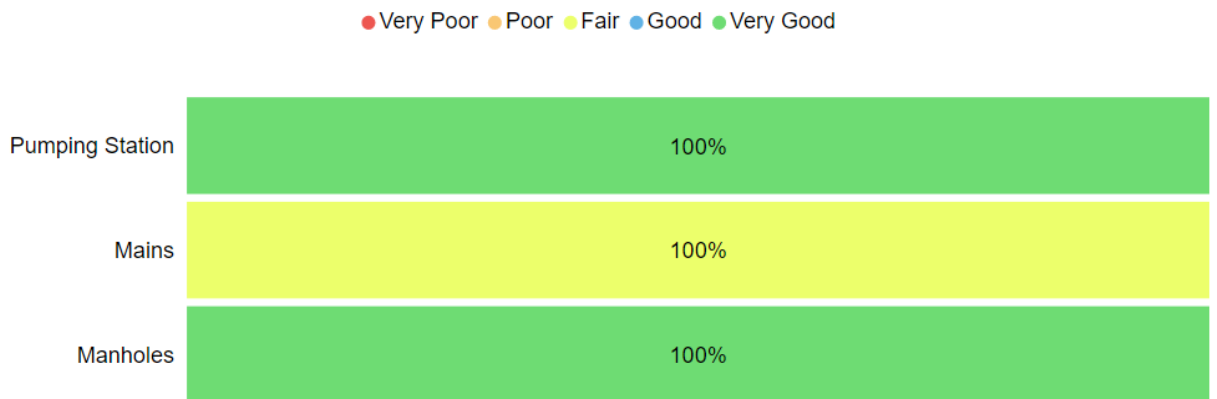 Very Poor Poor Fair Good Very Good
Pumping Station 100%
Mains 100%
Manholes 100%